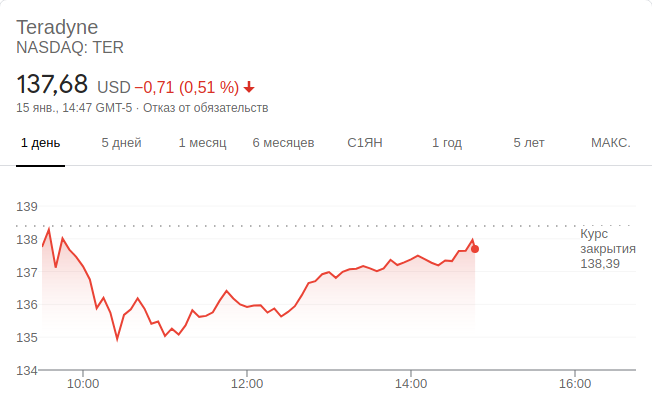 Teradyne
NASDAQ: TER
137,68 USD −0,71 (0,51 %)
15 янв., 14:47 GMT-5 · Отказ от обязательств
1 день 5 дней 1 месяц 6 месяцев С1ЯН 1 год 5 лет МАКС.
139
138
137
136
135
134
Курс
закрытия
138,39
10:00 12:00 14:00 16:00